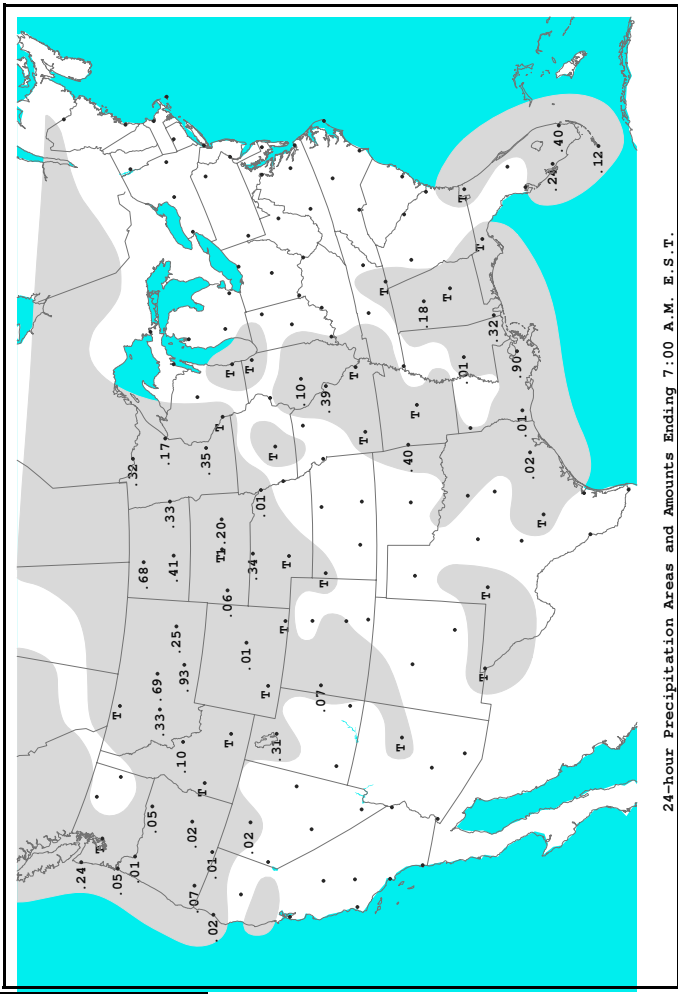 .24
T
.05
T
.01
.32
.68
.05
.69
.33
.17
.33
.41
.25
.10
.93
.02
.07
T
.35
.01
.02
T
T
.20
.06
T
T
.01
T
.02
.34
.01
T
T
.31
T
T
.10
.07
T
.39
T
T
T
T
.40
T
.18
T
T
.01
T
T
T
.32
.90
.01
.02
T
.24
.40
.12
24-hour Precipitation Areas and Amounts Ending 7:00 A.M. E.S.T.